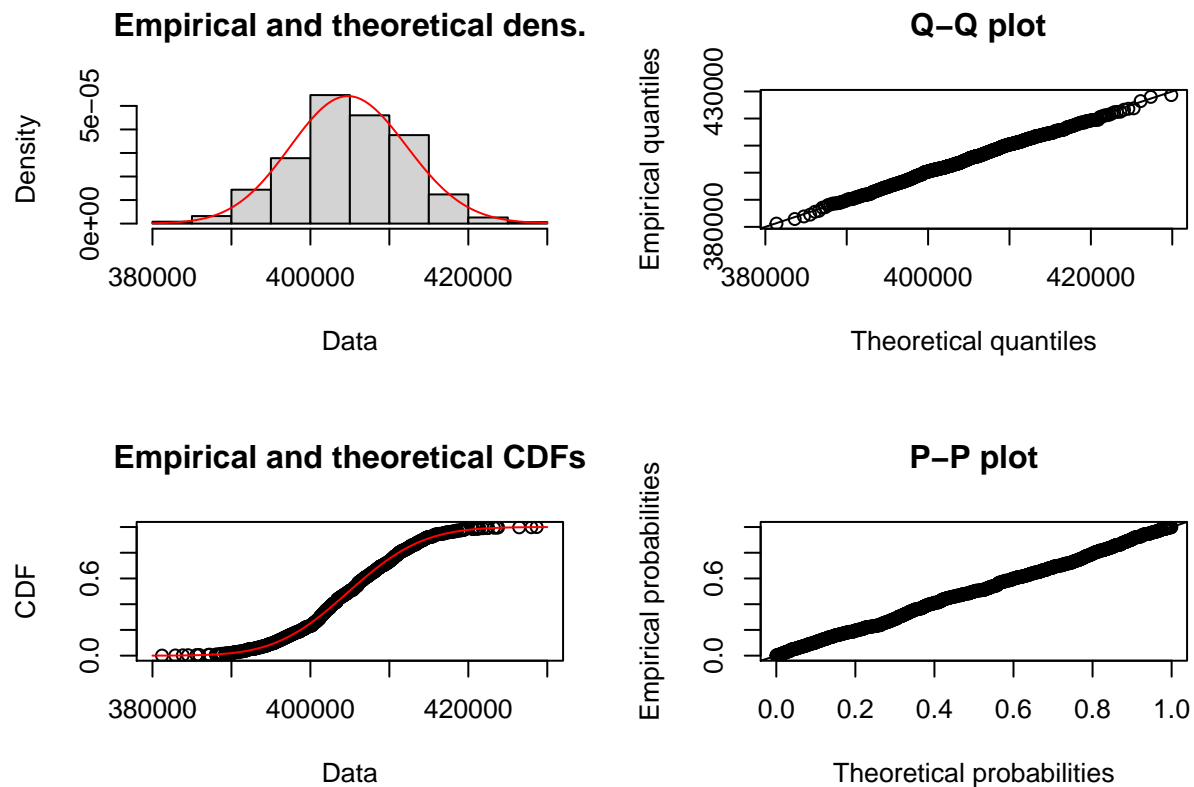 Empirical and theoretical dens.
Density
0e+00
5e−05
380000
400000
420000
Data
Q−Q plot
Empirical quantiles
380000
430000
380000
400000
420000
Theoretical quantiles
Empirical and theoretical CDFs
CDF
0.0
0.6
380000
400000
420000
Data
P−P plot
Empirical probabilities
0.0
0.6
0.0
0.2
0.4
0.6
0.8
1.0
Theoretical probabilities